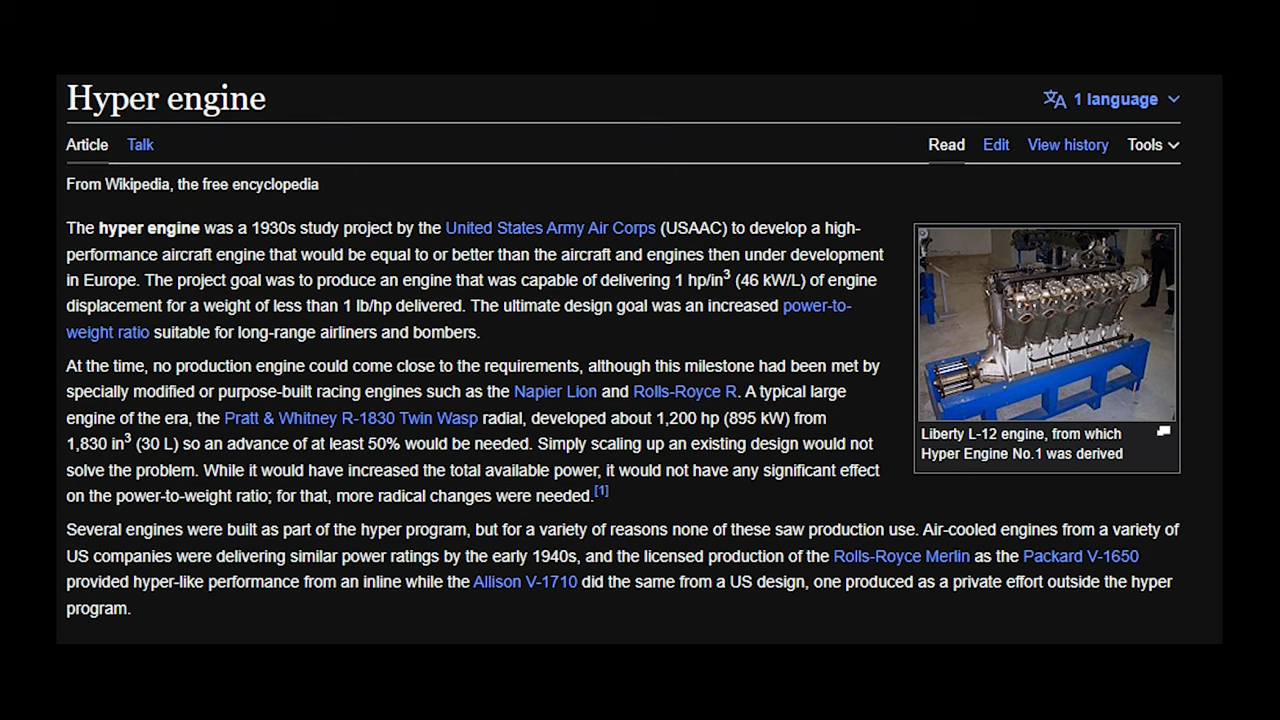 Hyper engine
1 language
Article Talk
Read Edit View history Tools
From Wikipedia, the free encyclopedia
The hyper engine was a 1930s study project by the United States Army Air Corps (USAAC) to develop a high-
performance aircraft engine that would be equal to or better than the aircraft and engines then under development
in Europe. The project goal was to produce an engine that was capable of delivering 1 hp/in³ (46 kW/L) of engine
displacement for a weight of less than 1 lb/hp delivered. The ultimate design goal was an increased power-to-
weight ratio suitable for long-range airliners and bombers.
At the time, no production engine could come close to the requirements, although this milestone had been met by
specially modified or purpose-built racing engines such as the Napier Lion and Rolls-Royce R. A typical large
engine of the era, the Pratt & Whitney R-1830 Twin Wasp radial, developed about 1,200 hp (895 kW) from
1,830 in³ (30 L) so an advance of at least 50% would be needed. Simply scaling up an existing design would not
solve the problem. While it would have increased the total available power, it would not have any significant effect
on the power-to-weight ratio; for that, more radical changes were needed.[1]
Liberty L-12 engine, from which
Hyper Engine No.1 was derived
Several engines were built as part of the hyper program, but for a variety of reasons none of these saw production use. Air-cooled engines from a variety of
US companies were delivering similar power ratings by the early 1940s, and the licensed production of the Rolls-Royce Merlin as the Packard V-1650
provided hyper-like performance from an inline while the Allison V-1710 did the same from a US design, one produced as a private effort outside the hyper
program.